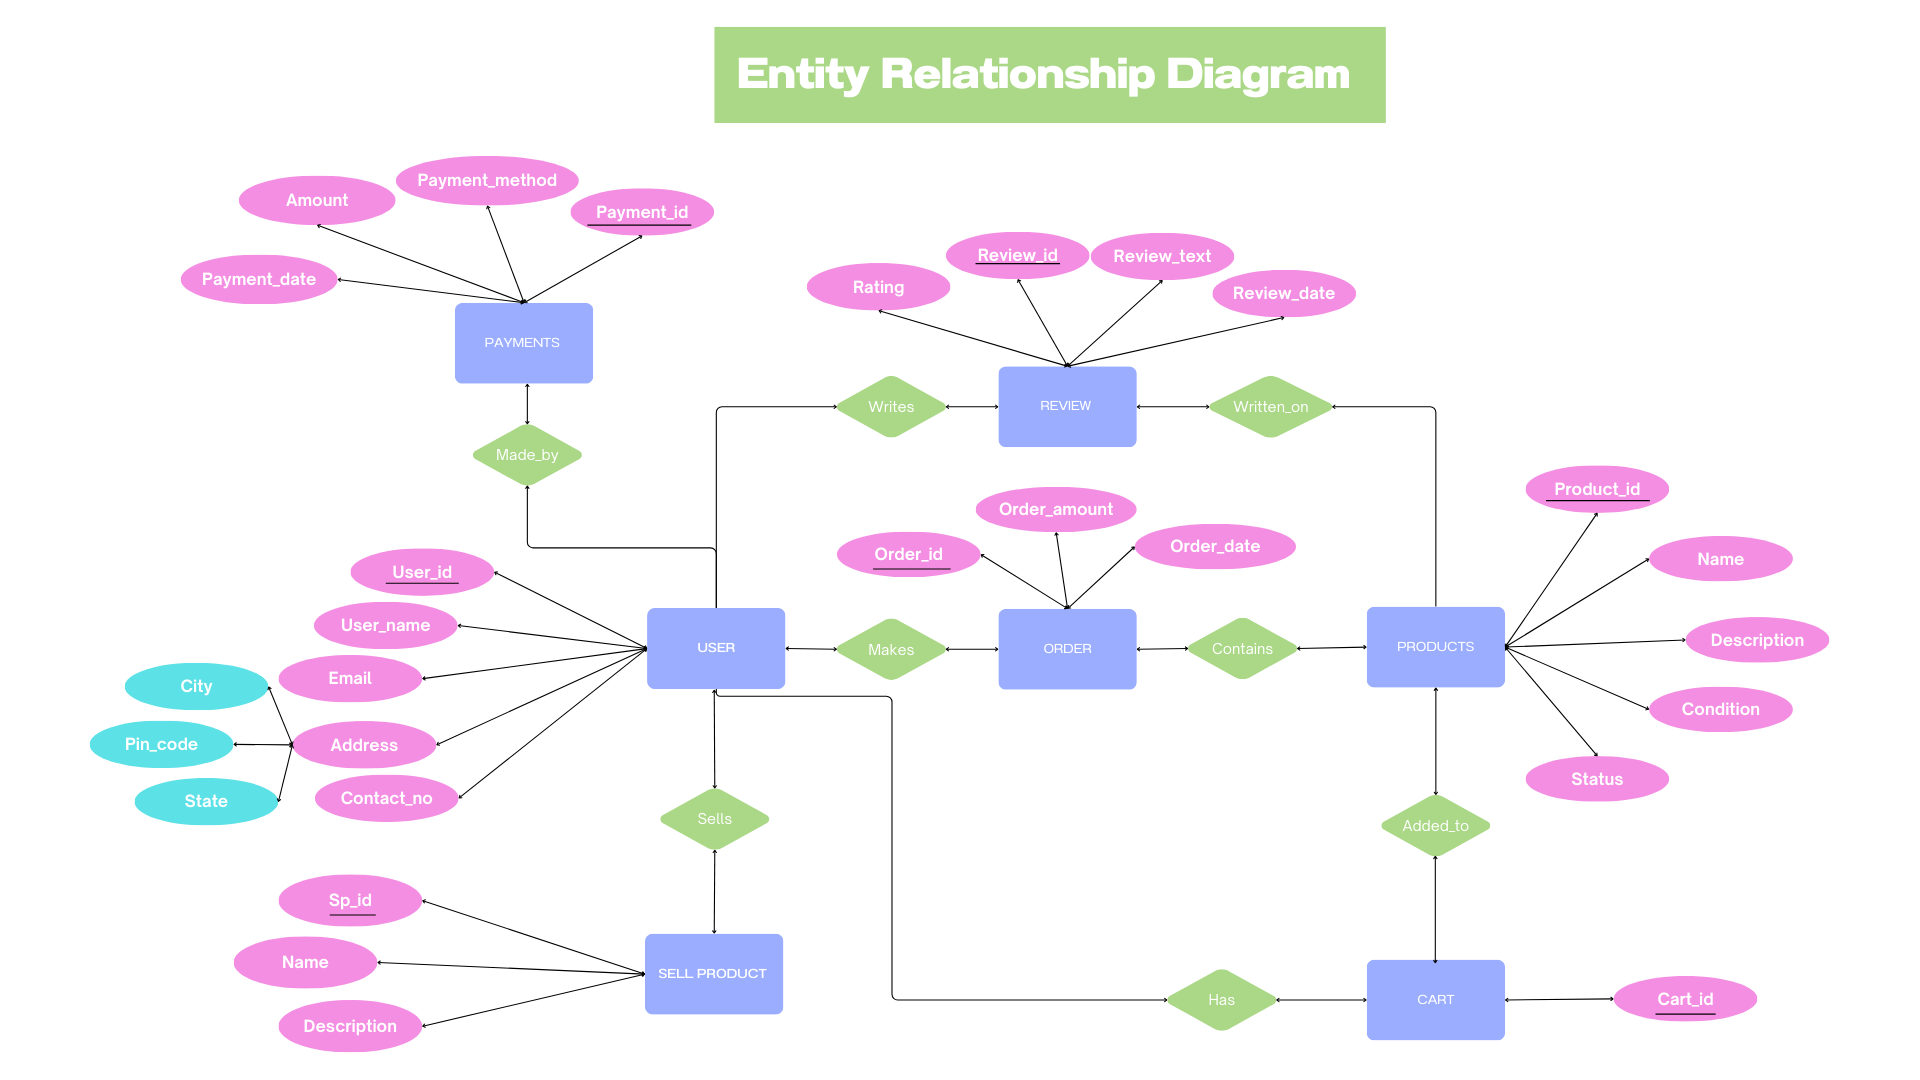 Entity Relationship Diagram
Payment_method
Amount
Payment_id
Payment_date
PAYMENTS
Made_by
Review_id
Review_text
Rating
Review_date
Writes
REVIEW
Written_on
Order_amount
Order_id
Order_date
Product_id
Name
Description
Condition
Status
User_id
User_name
Email
Address
Contact_no
City
Pin_code
State
USER
Makes
ORDER
Contains
PRODUCTS
Sells
Added_to
Sp_id
Name
Description
SELL PRODUCT
Has
CART
Cart_id